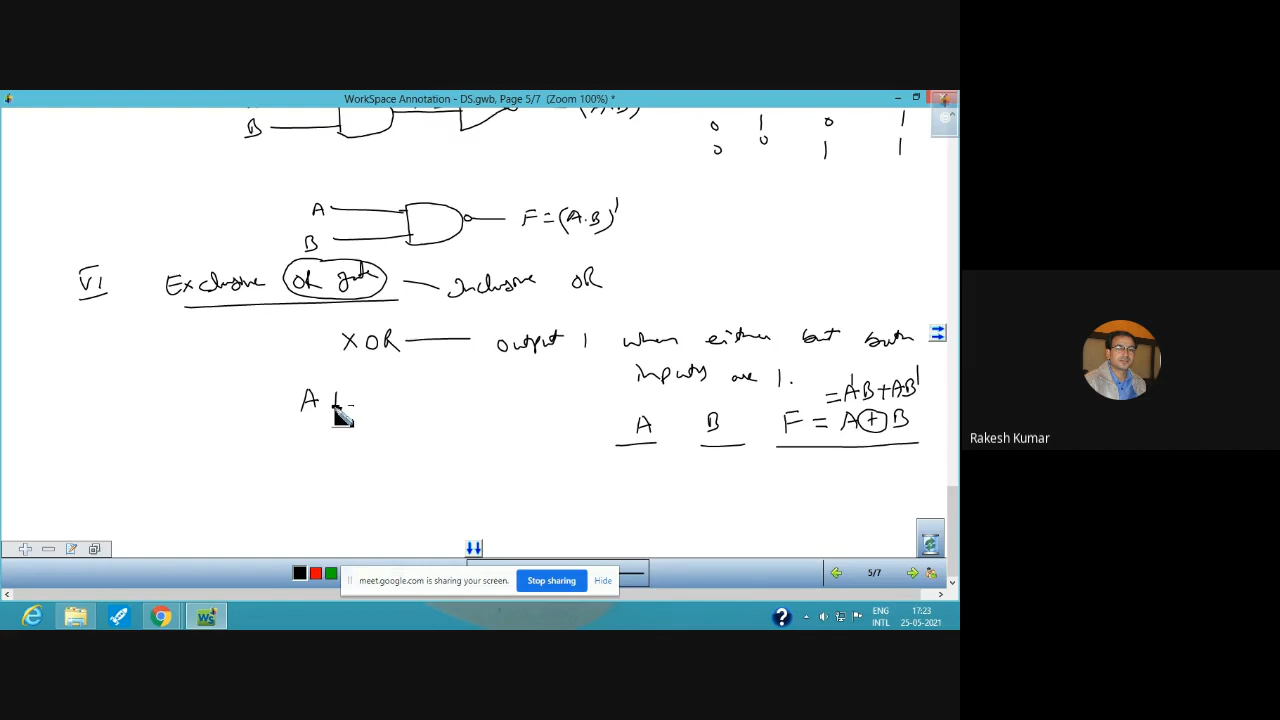 WorkSpace Annotation - DS.gwb, Page 5/7 (Zoom 100%) *
B
0 1 0 1
0 0 1 1
A
B
F = (A.B)'
VI Exclusive OR gate — Inclusive OR
XOR — output 1 when either but both
inputs are 1.
= A'B + AB'
A +
A B F = A ⊕ B
Rakesh Kumar
5/7
meet.google.com is sharing your screen. Stop sharing Hide
ENG
INTL
17:23
25-05-2021